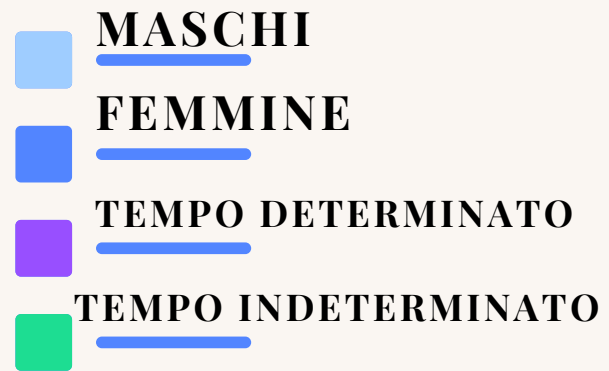 MASCHI
FEMMINE
TEMPO DETERMINATO
TEMPO INDETERMINATO